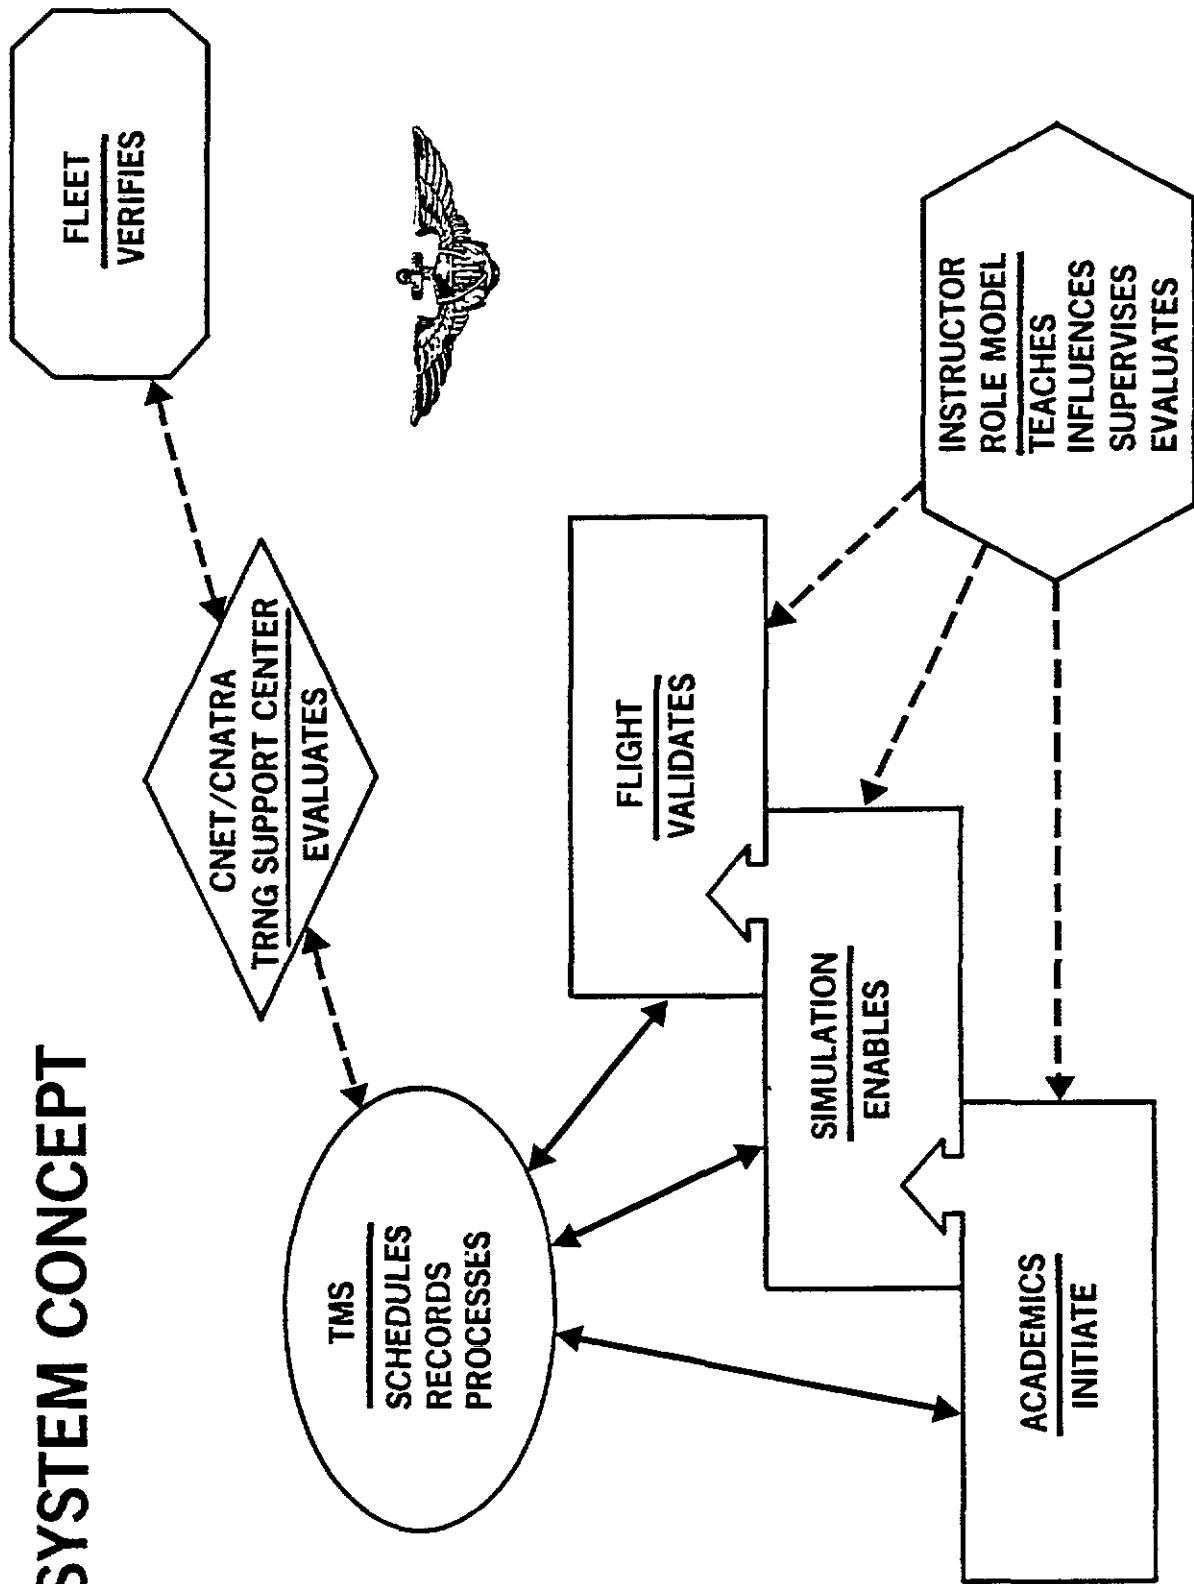 SYSTEM CONCEPT
FLEET
VERIFIES
CNET/CNATRA
TRNG SUPPORT CENTER
EVALUATES
TMS
SCHEDULES
RECORDS
PROCESSES
FLIGHT
VALIDATES
SIMULATION
ENABLES
ACADEMICS
INITIATE
INSTRUCTOR
ROLE MODEL
TEACHES
INFLUENCES
SUPERVISES
EVALUATES